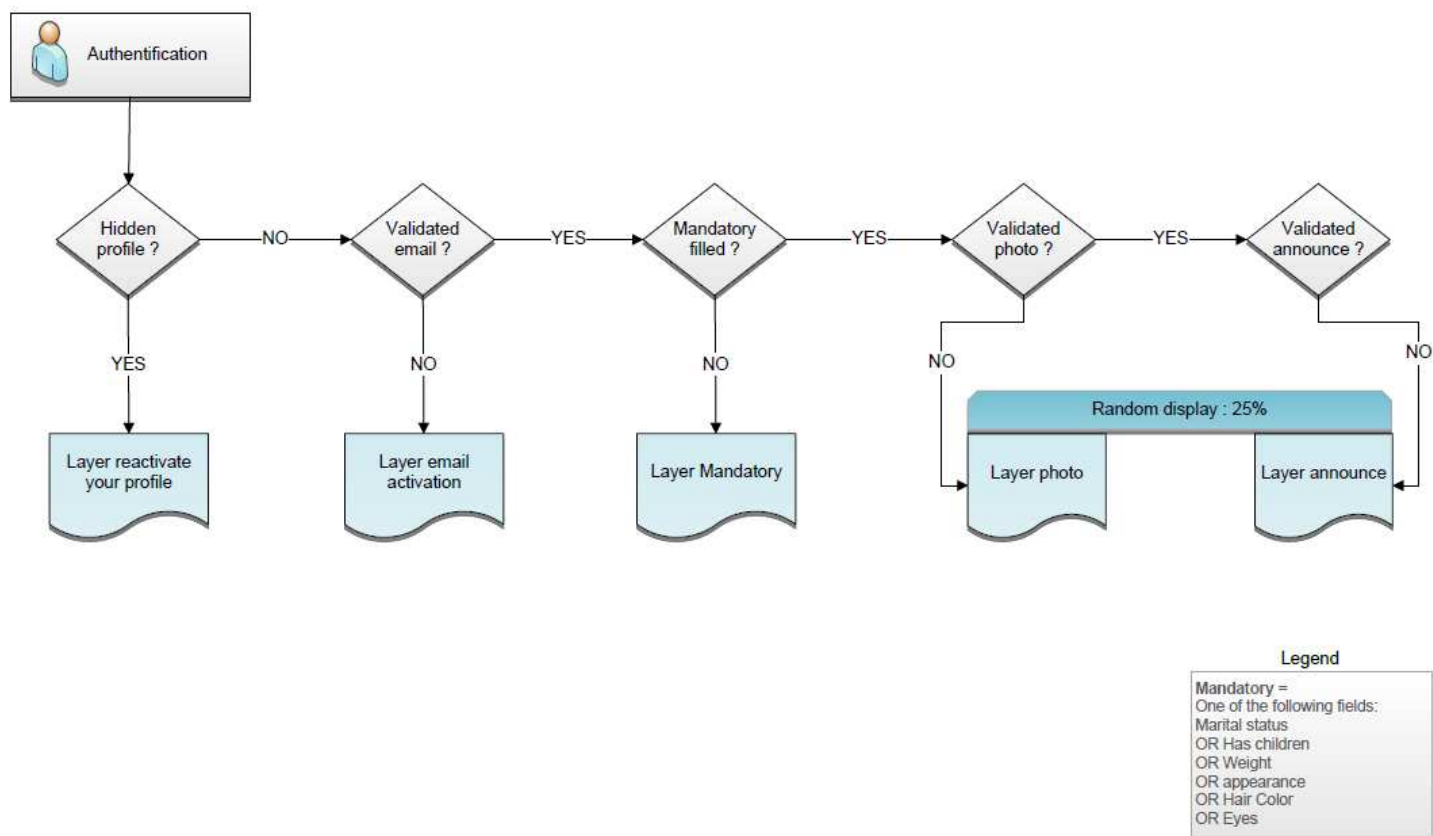 Authentification
Hidden
profile ?
NO
Validated
email ?
YES
Mandatory
filled ?
YES
Validated
photo ?
YES
Validated
announce ?
YES
NO
NO
NO
NO
Random display : 25%
Layer reactivate
your profile
Layer email
activation
Layer Mandatory
Layer photo
Layer announce
Legend
Mandatory =
One of the following fields:
Marital status
OR Has children
OR Weight
OR appearance
OR Hair Color
OR Eyes